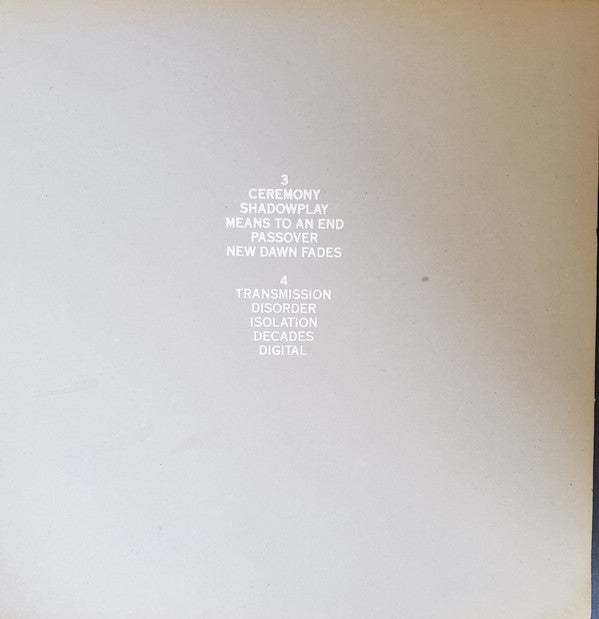 3
CEREMONY
SHADOWPLAY
MEANS TO AN END
PASSOVER
NEW DAWN FADES
4
TRANSMISSION
DISORDER
ISOLATION
DECADES
DIGITAL